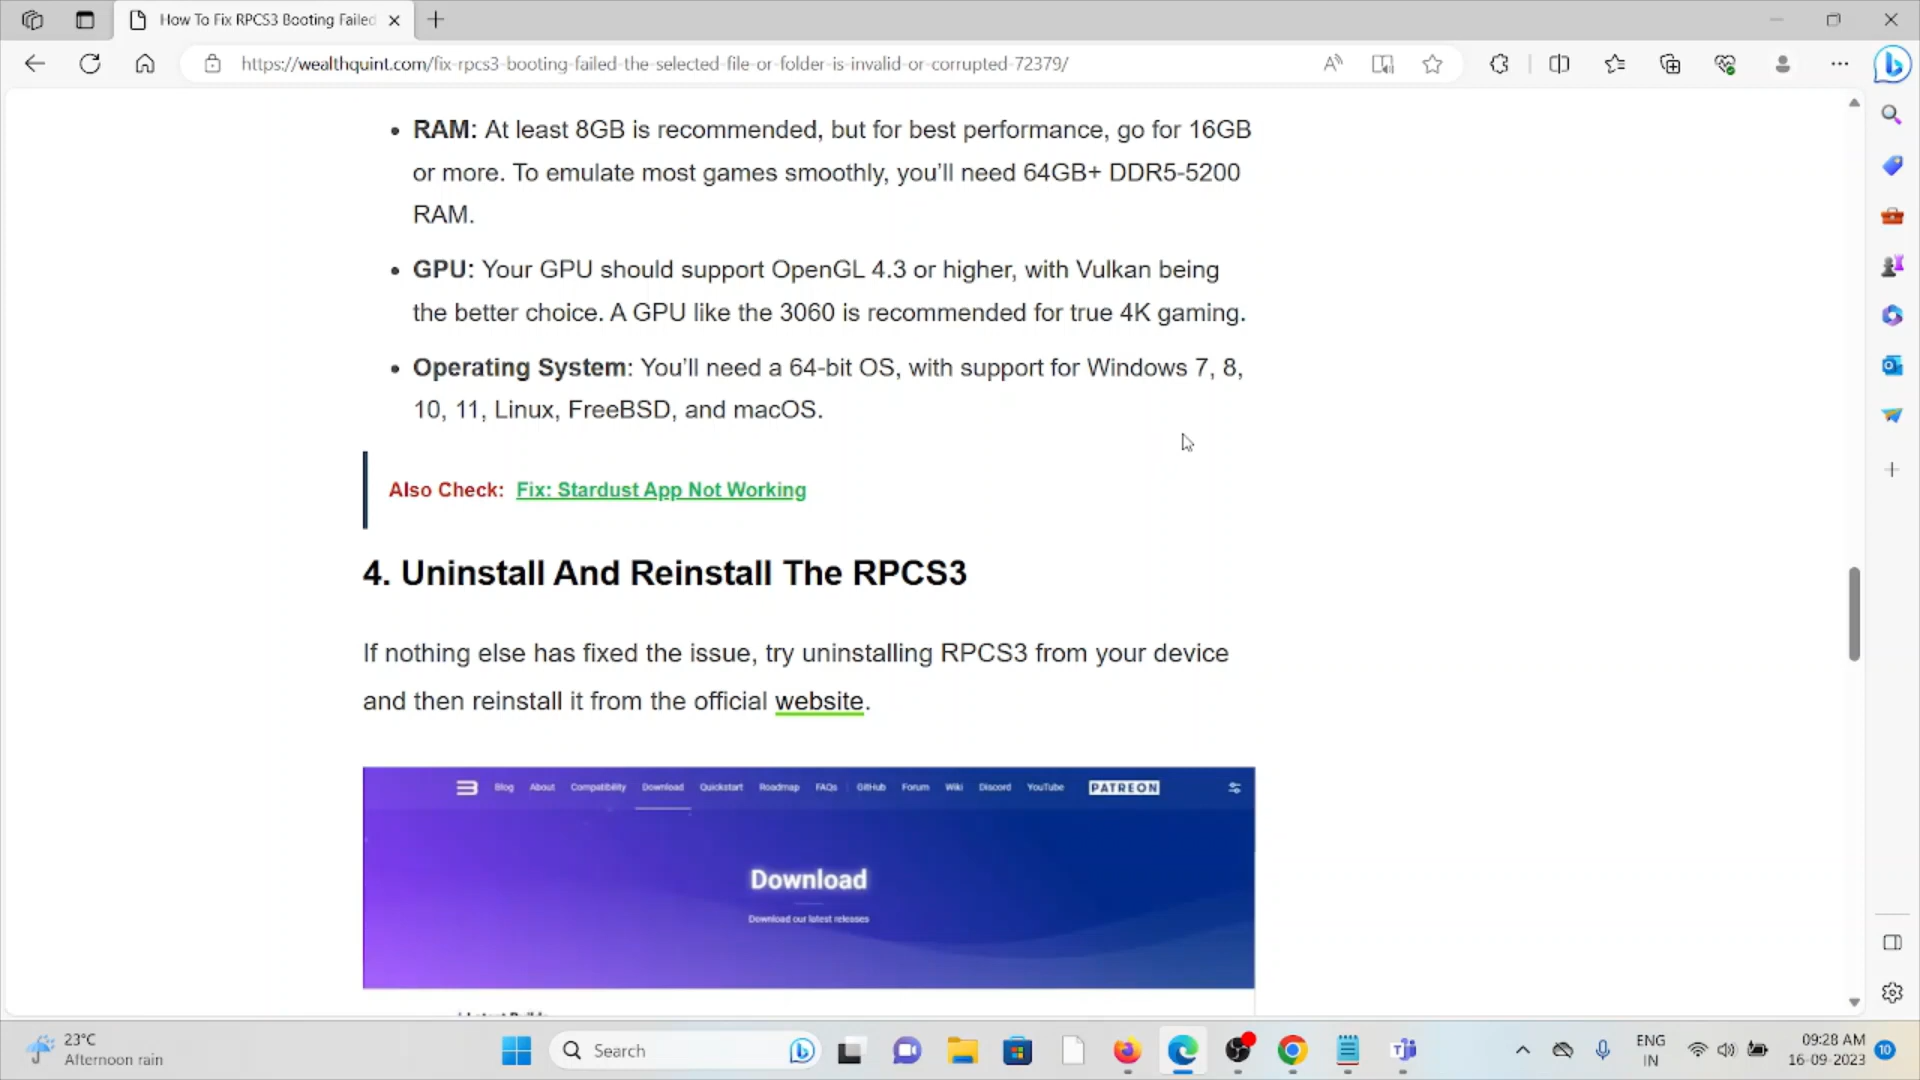 How To Fix RPCS3 Booting Failed
https://wealthquint.com/fix-rpcs3-booting-failed-the-selected-file-or-folder-is-invalid-or-corrupted-72379/
• RAM: At least 8GB is recommended, but for best performance, go for 16GB
or more. To emulate most games smoothly, you’ll need 64GB+ DDR5-5200
RAM.
• GPU: Your GPU should support OpenGL 4.3 or higher, with Vulkan being
the better choice. A GPU like the 3060 is recommended for true 4K gaming.
• Operating System: You’ll need a 64-bit OS, with support for Windows 7, 8,
10, 11, Linux, FreeBSD, and macOS.
Also Check: Fix: Stardust App Not Working
4. Uninstall And Reinstall The RPCS3
If nothing else has fixed the issue, try uninstalling RPCS3 from your device
and then reinstall it from the official website.
Blog About Compatibility Download Quickstart Roadmap FAQs GitHub Forum Wiki Discord YouTube PATREON
Download
Download our latest releases
23°C
Afternoon rain
Search
ENG
IN
09:28 AM
16-09-2023
10